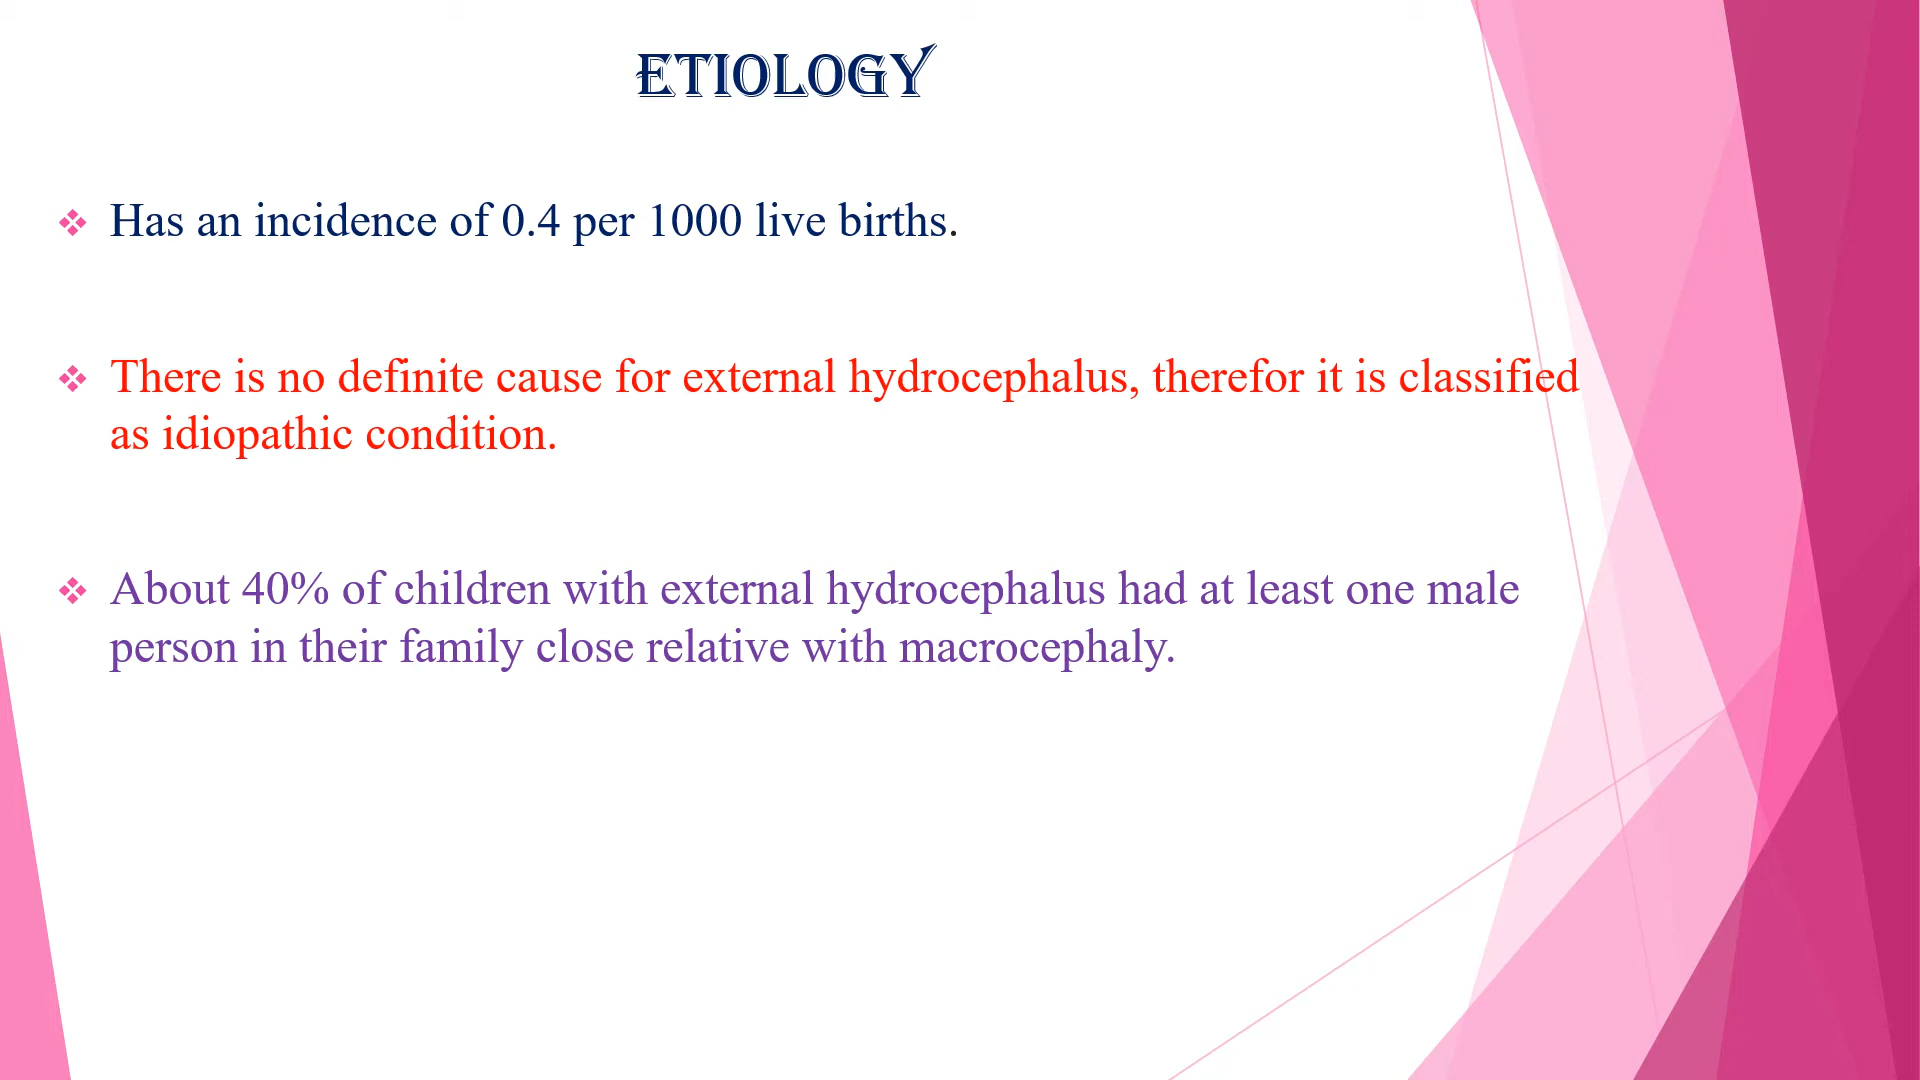 ETIOLOGY
❖ Has an incidence of 0.4 per 1000 live births.
❖ There is no definite cause for external hydrocephalus, therefor it is classified
as idiopathic condition.
❖ About 40% of children with external hydrocephalus had at least one male
person in their family close relative with macrocephaly.